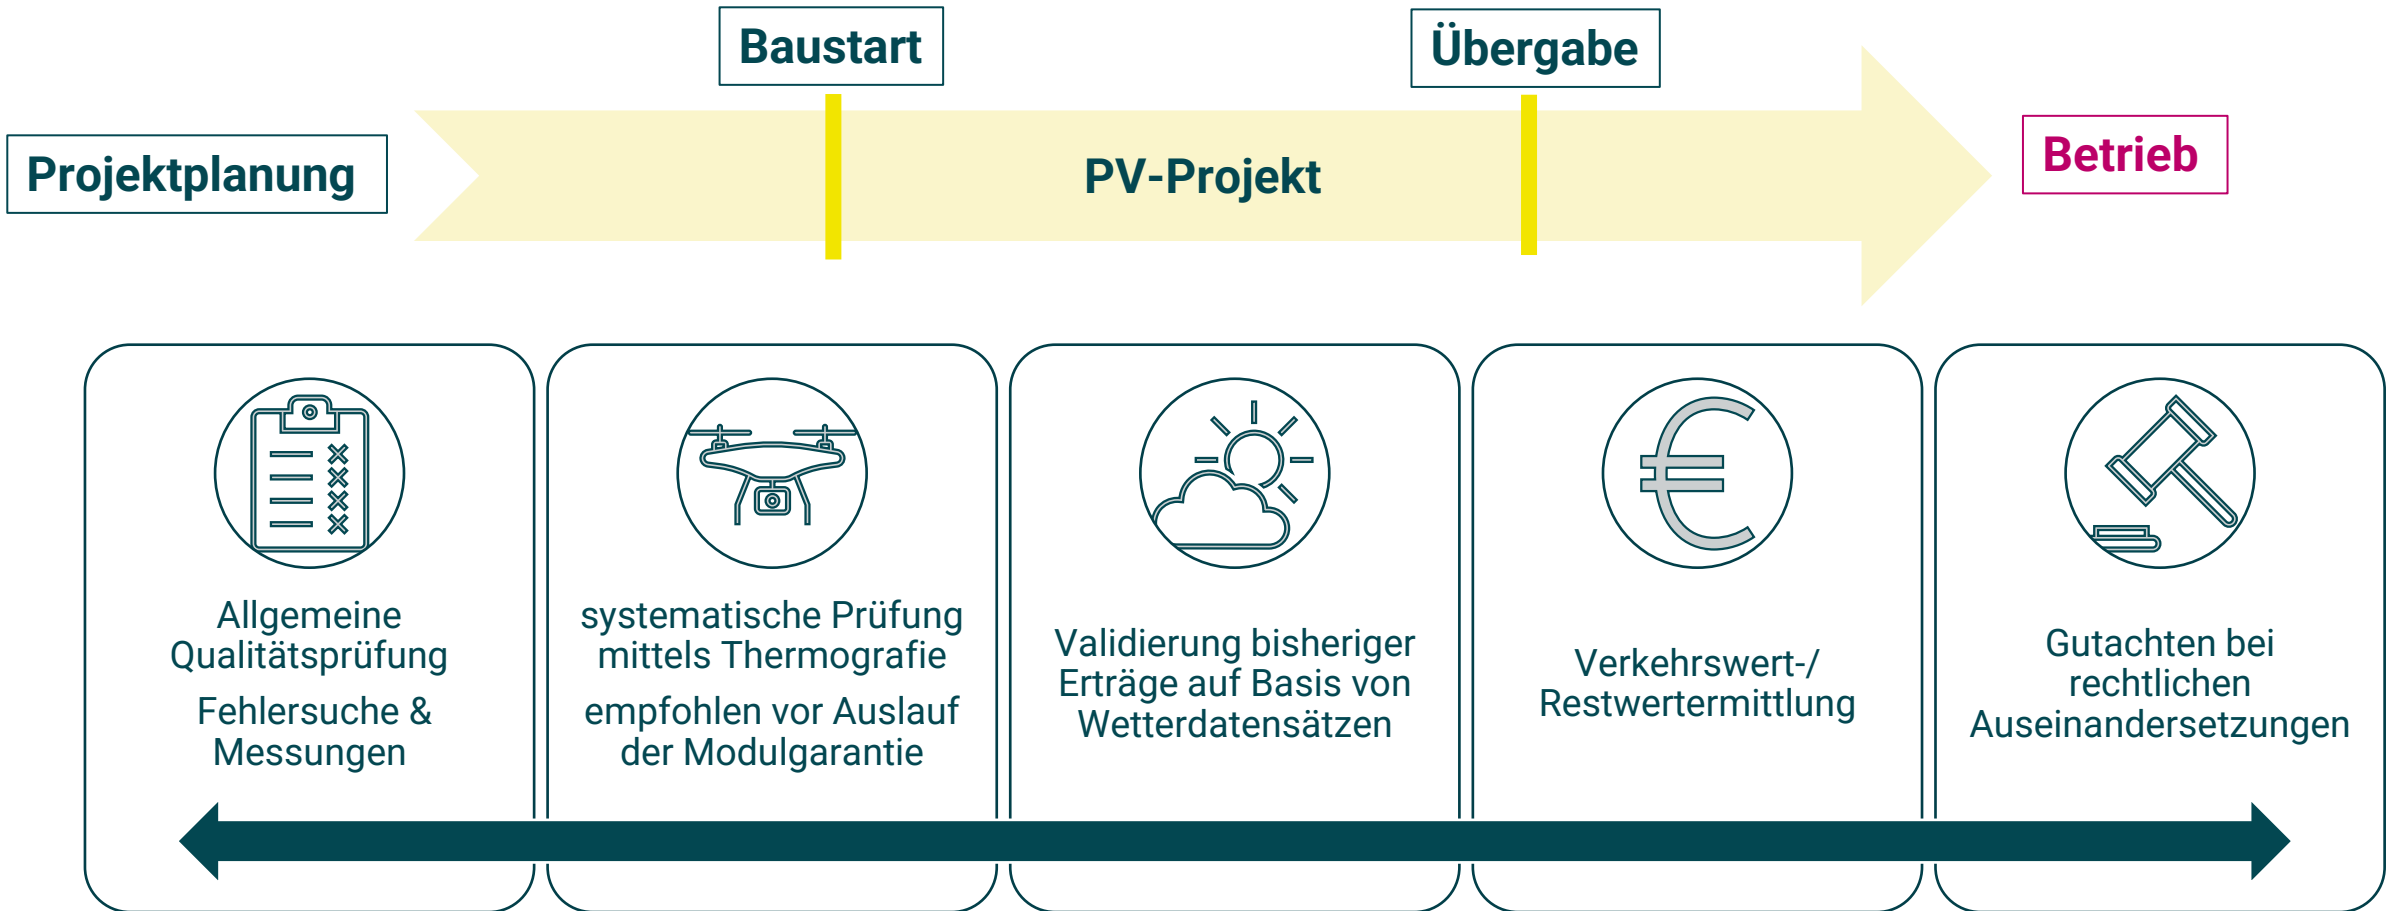 Baustart
Übergabe
Projektplanung
PV-Projekt
Betrieb
Allgemeine
Qualitätsprüfung
Fehlersuche &
Messungen
systematische Prüfung
mittels Thermografie
empfohlen vor Auslauf
der Modulgarantie
Validierung bisheriger
Erträge auf Basis von
Wetterdatensätzen
€
Verkehrswert-/
Restwertermittlung
Gutachten bei
rechtlichen
Auseinandersetzungen